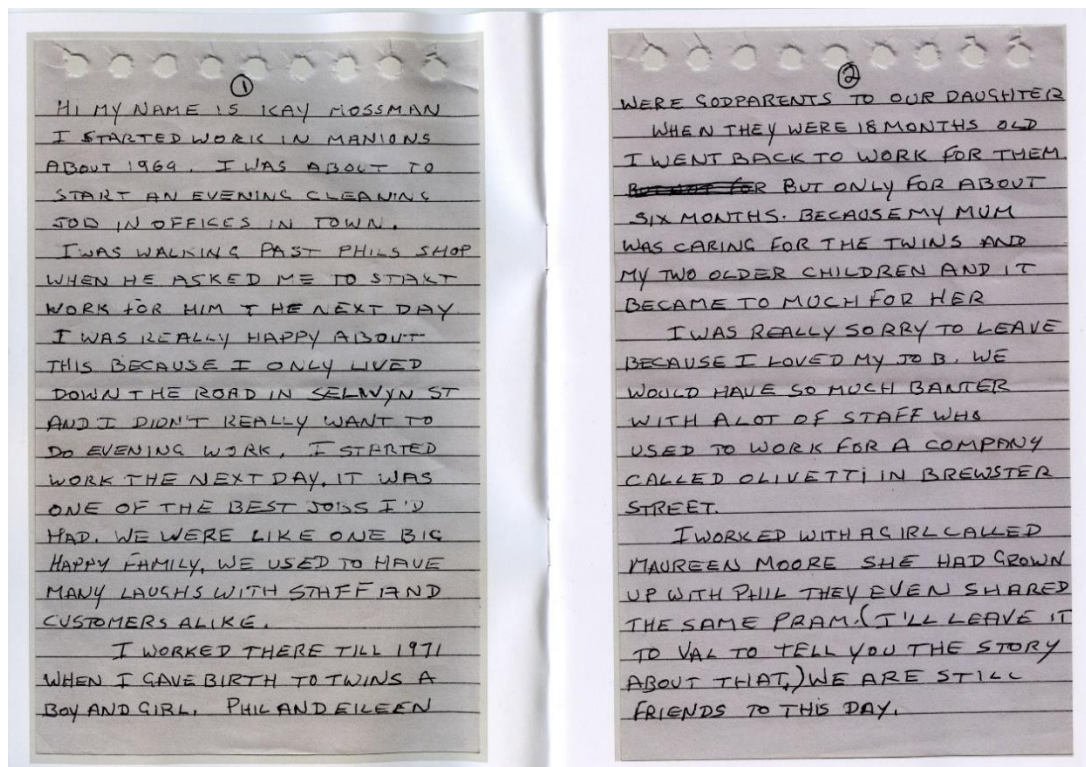 ①
HI MY NAME IS KAY MOSSMAN
I STARTED WORK IN MANIONS
ABOUT 1969. I WAS ABOUT TO
START AN EVENING CLEANING
JOB IN OFFICES IN TOWN.
I WAS WALKING PAST PHILS SHOP
WHEN HE ASKED ME TO START
WORK FOR HIM THE NEXT DAY
I WAS REALLY HAPPY ABOUT
THIS BECAUSE I ONLY LIVED
DOWN THE ROAD IN SELWYN ST
AND I DIDN'T REALLY WANT TO
DO EVENING WORK. I STARTED
WORK THE NEXT DAY. IT WAS
ONE OF THE BEST JOBS I'D
HAD. WE WERE LIKE ONE BIG
HAPPY FAMILY, WE USED TO HAVE
MANY LAUGHS WITH STAFF AND
CUSTOMERS ALIKE.
I WORKED THERE TILL 1971
WHEN I GAVE BIRTH TO TWINS A
BOY AND GIRL. PHIL AND EILEEN
②
WERE GODPARENTS TO OUR DAUGHTER
WHEN THEY WERE 18 MONTHS OLD
I WENT BACK TO WORK FOR THEM.
BUT ONLY FOR ABOUT
SIX MONTHS. BECAUSE MY MUM
WAS CARING FOR THE TWINS AND
MY TWO OLDER CHILDREN AND IT
BECAME TO MUCH FOR HER
I WAS REALLY SORRY TO LEAVE
BECAUSE I LOVED MY JOB. WE
WOULD HAVE SO MUCH BANTER
WITH A LOT OF STAFF WHO
USED TO WORK FOR A COMPANY
CALLED OLIVETTI IN BREWSTER
STREET.
I WORKED WITH A GIRL CALLED
MAUREEN MOORE SHE HAD GROWN
UP WITH PHIL THEY EVEN SHARED
THE SAME PRAM. (I'LL LEAVE IT
TO VAL TO TELL YOU THE STORY
ABOUT THAT.) WE ARE STILL
FRIENDS TO THIS DAY.